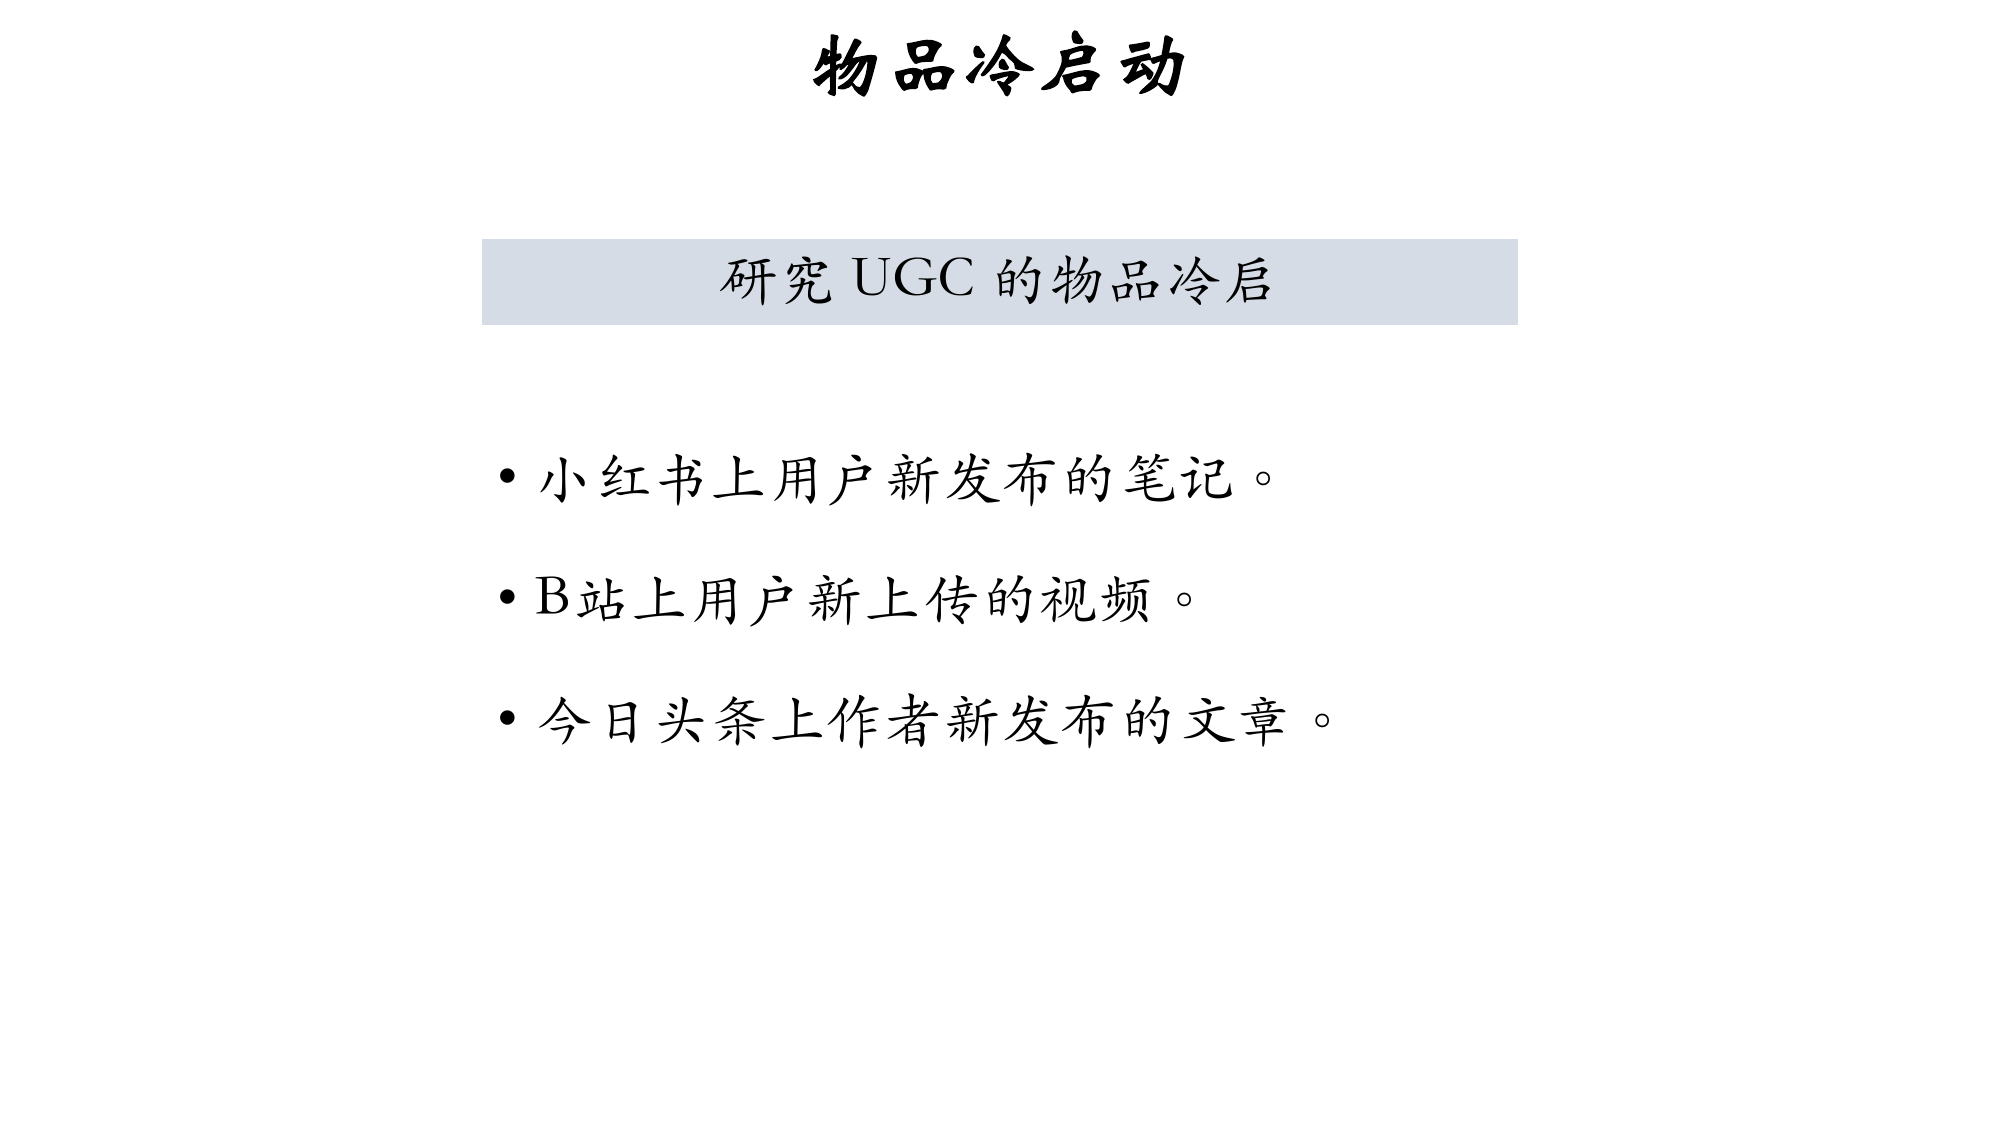 物品冷启动
研究 UGC 的物品冷启
• 小红书上用户新发布的笔记。
• B站上用户新上传的视频。
• 今日头条上作者新发布的文章。